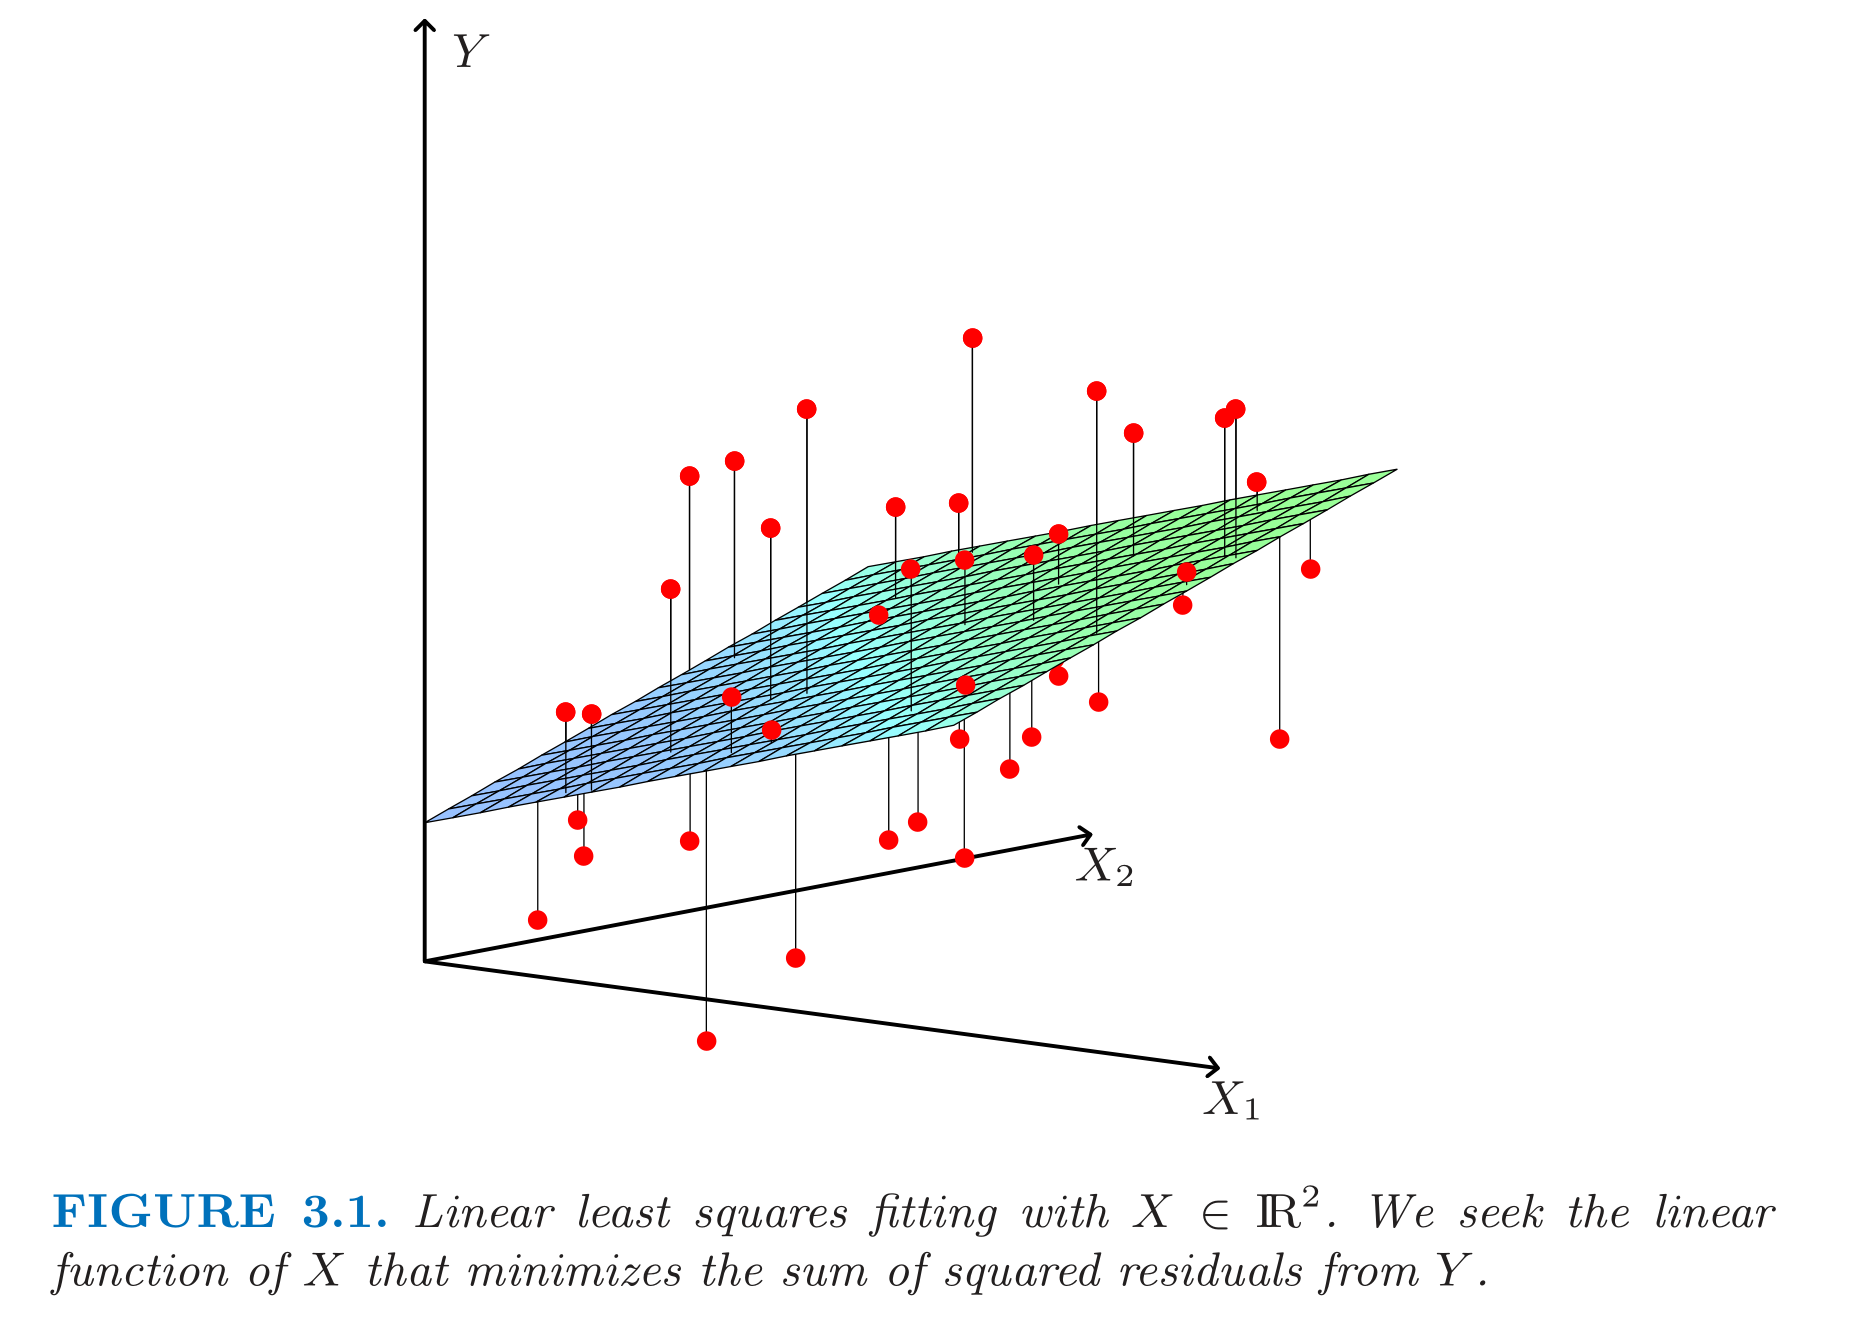 Y
X₂
X₁
FIGURE 3.1. Linear least squares fitting with X ∈ ℝ². We seek the linear
function of X that minimizes the sum of squared residuals from Y.